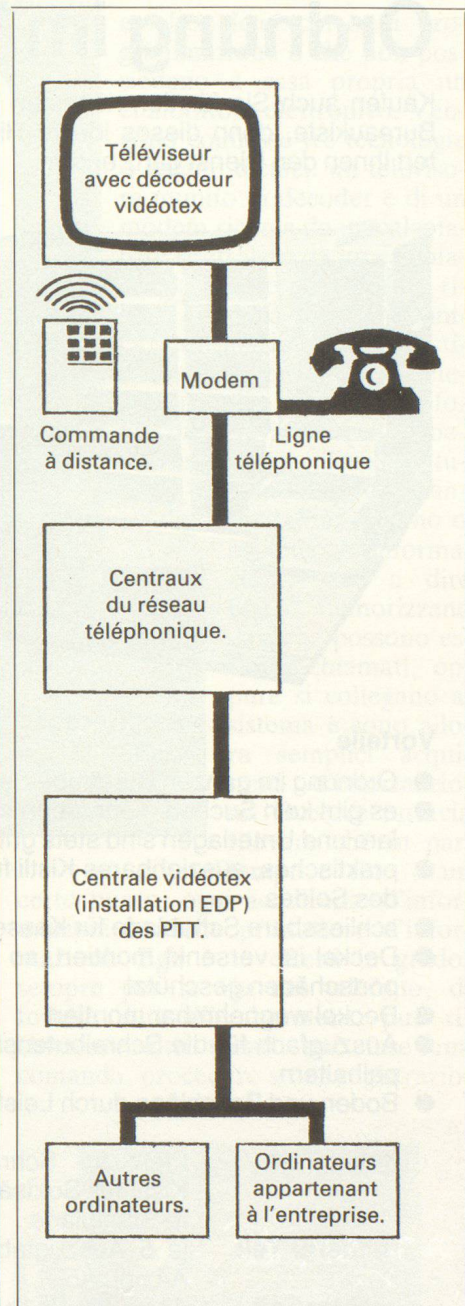 Téléviseur
avec décodeur
vidéotex
Commande
à distance.
Modem
Ligne
téléphonique
Centraux
du réseau
téléphonique.
Centrale vidéotex
(installation EDP)
des PTT.
Autres
ordinateurs.
Ordinateurs
appartenant
à l'entreprise.